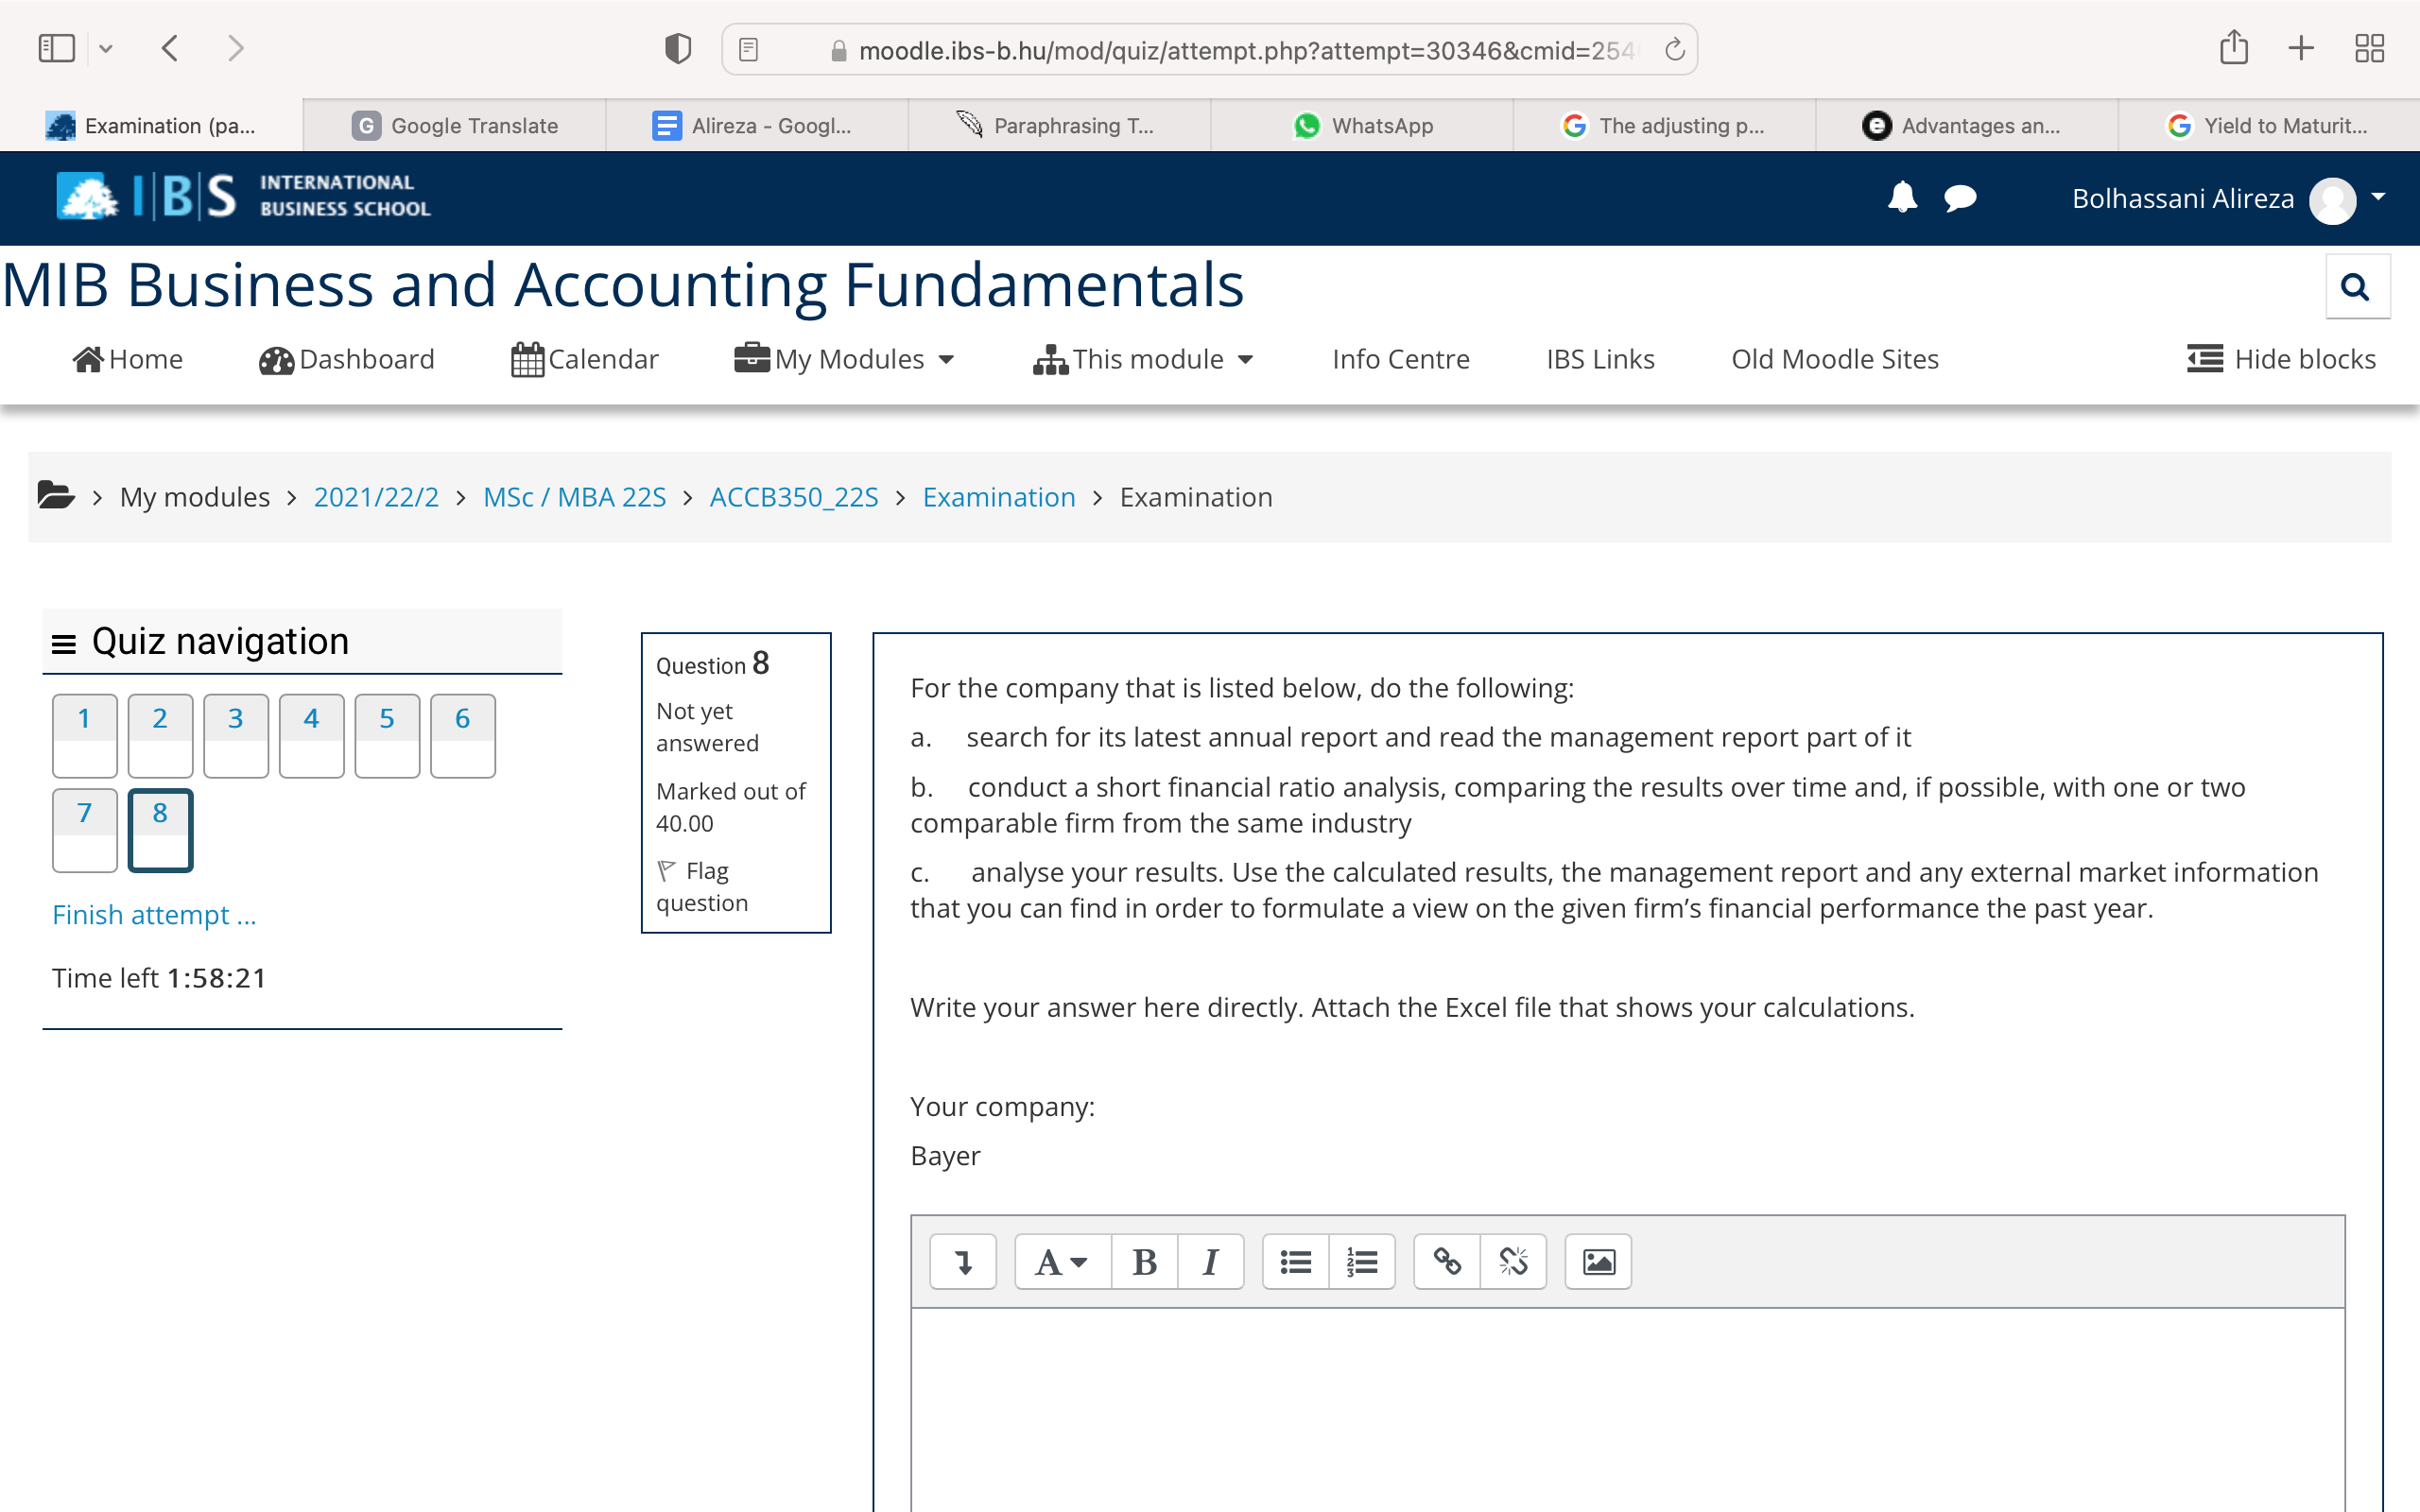 moodle.ibs-b.hu/mod/quiz/attempt.php?attempt=30346&cmid=254
Examination (pa...
G Google Translate
Alireza - Googl...
Paraphrasing T...
WhatsApp
The adjusting p...
Advantages an...
Yield to Maturit...
IBS INTERNATIONAL
BUSINESS SCHOOL
Bolhassani Alireza
MIB Business and Accounting Fundamentals
Home
Dashboard
Calendar
My Modules
This module
Info Centre
IBS Links
Old Moodle Sites
Hide blocks
> My modules > 2021/22/2 > MSc / MBA 22S > ACCB350_22S > Examination > Examination
Quiz navigation
1 2 3 4 5 6
7 8
Finish attempt ...
Time left 1:58:21
Question 8
Not yet
answered
Marked out of
40.00
Flag
question
For the company that is listed below, do the following:
a. search for its latest annual report and read the management report part of it
b. conduct a short financial ratio analysis, comparing the results over time and, if possible, with one or two
comparable firm from the same industry
c. analyse your results. Use the calculated results, the management report and any external market information
that you can find in order to formulate a view on the given firm's financial performance the past year.
Write your answer here directly. Attach the Excel file that shows your calculations.
Your company:
Bayer
A B I